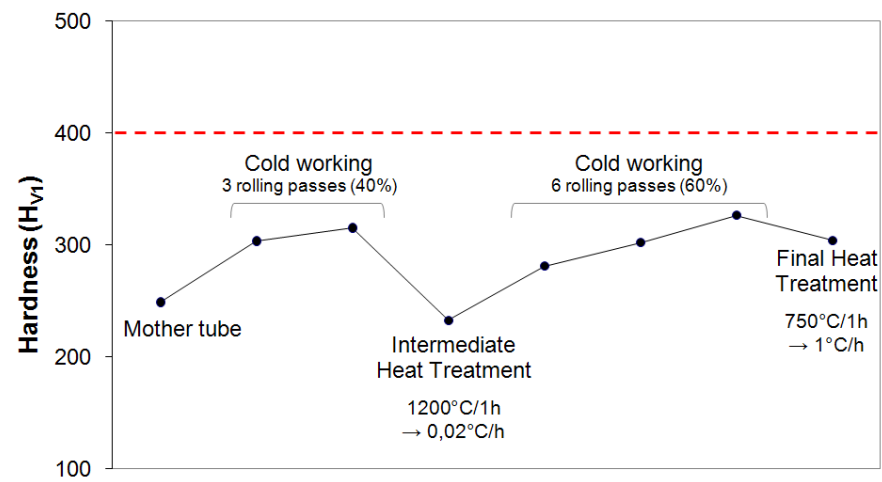 500
400
300
200
100
Hardness (HV1)
Cold working
3 rolling passes (40%)
Cold working
6 rolling passes (60%)
Mother tube
Intermediate
Heat Treatment
1200°C/1h
→ 0,02°C/h
Final Heat
Treatment
750°C/1h
→ 1°C/h